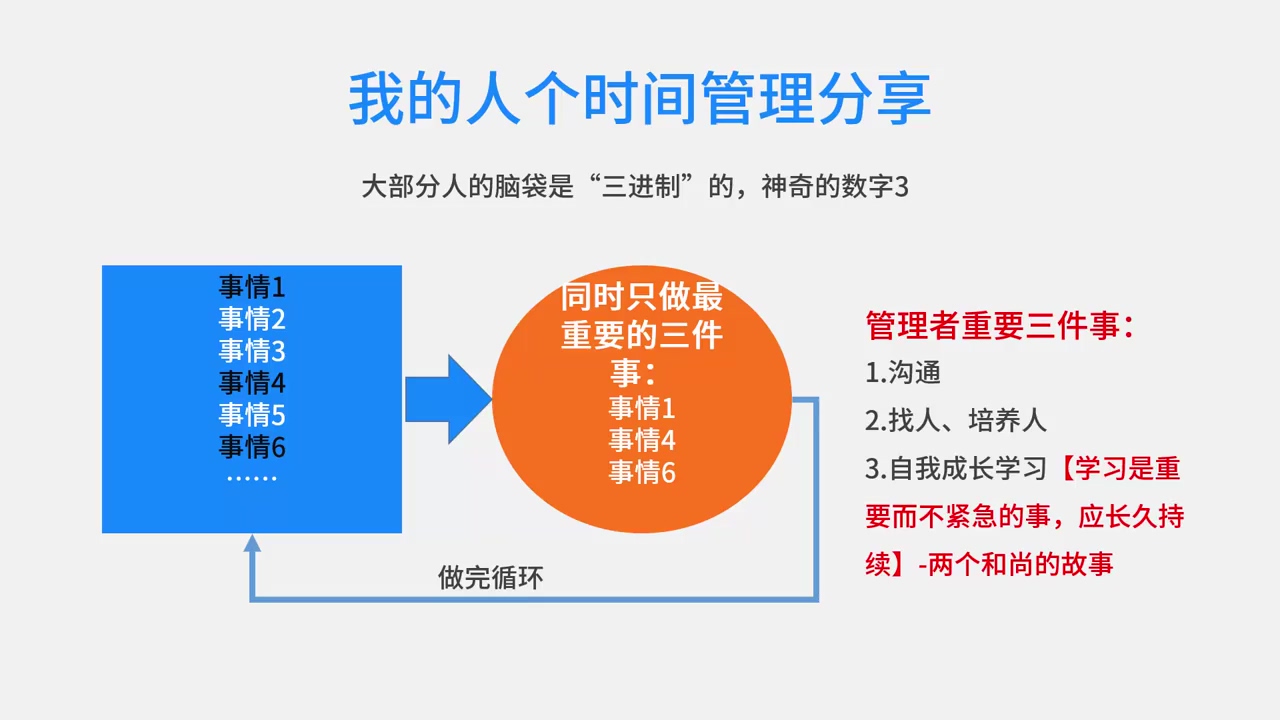 我的人个时间管理分享
大部分人的脑袋是“三进制”的，神奇的数字3
事情1
事情2
事情3
事情4
事情5
事情6
……
同时只做最
重要的三件
事：
事情1
事情4
事情6
做完循环
管理者重要三件事：
1.沟通
2.找人、培养人
3.自我成长学习【学习是重
要而不紧急的事，应长久持
续】-两个和尚的故事